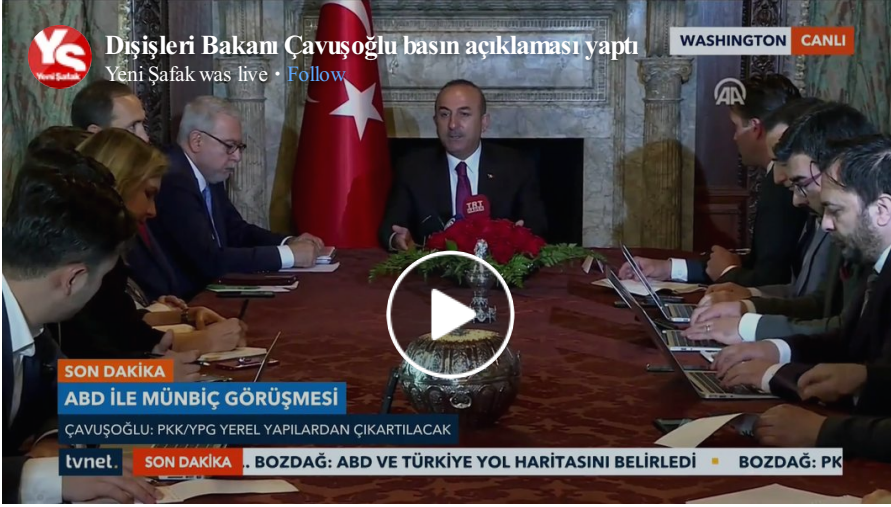 YS
Yeni Şafak
Dışişleri Bakanı Çavuşoğlu basın açıklaması yaptı
Yeni Şafak was live • Follow
WASHINGTON CANLI
AA
TRT
SON DAKİKA
ABD İLE MÜNBİÇ GÖRÜŞMESİ
ÇAVUŞOĞLU: PKK/YPG YEREL YAPILARDAN ÇIKARTILACAK
tvnet. SON DAKİKA .. BOZDAĞ: ABD VE TÜRKİYE YOL HARİTASINI BELİRLEDİ ▪ BOZDAĞ: PK